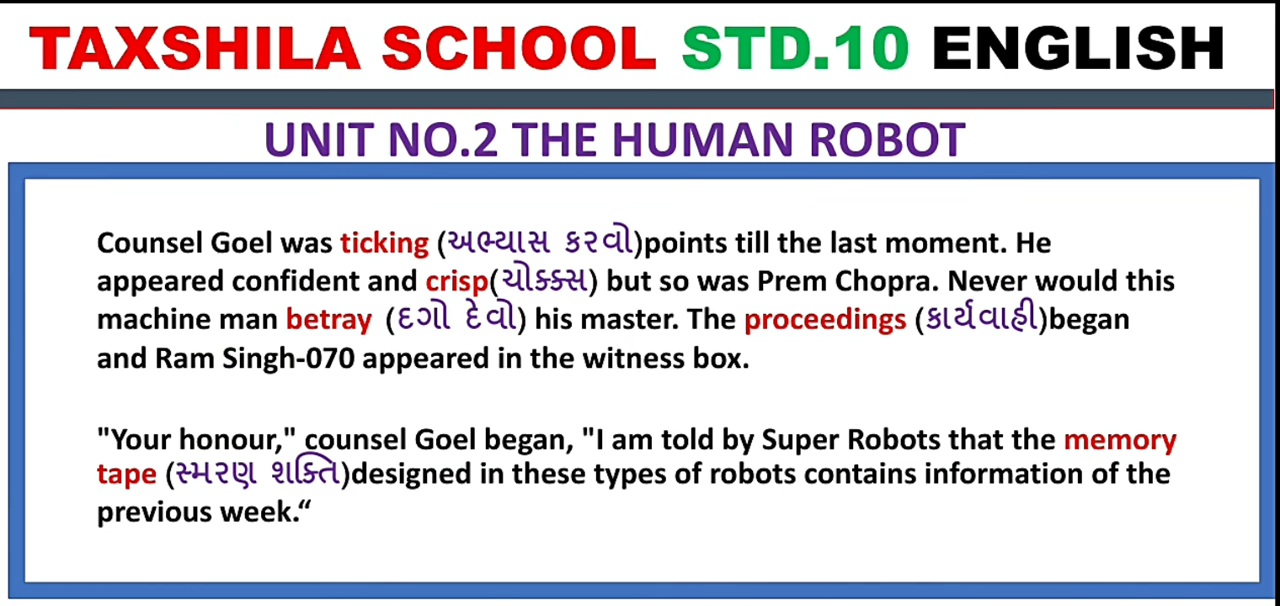 TAXSHILA SCHOOL STD.10 ENGLISH
UNIT NO.2 THE HUMAN ROBOT
Counsel Goel was ticking (અભ્યાસ કરવો)points till the last moment. He
appeared confident and crisp(ચોક્કસ) but so was Prem Chopra. Never would this
machine man betray (દગો દેવો) his master. The proceedings (કાર્યવાહી)began
and Ram Singh-070 appeared in the witness box.
"Your honour," counsel Goel began, "I am told by Super Robots that the memory
tape (સ્મરણ શક્તિ)designed in these types of robots contains information of the
previous week.“